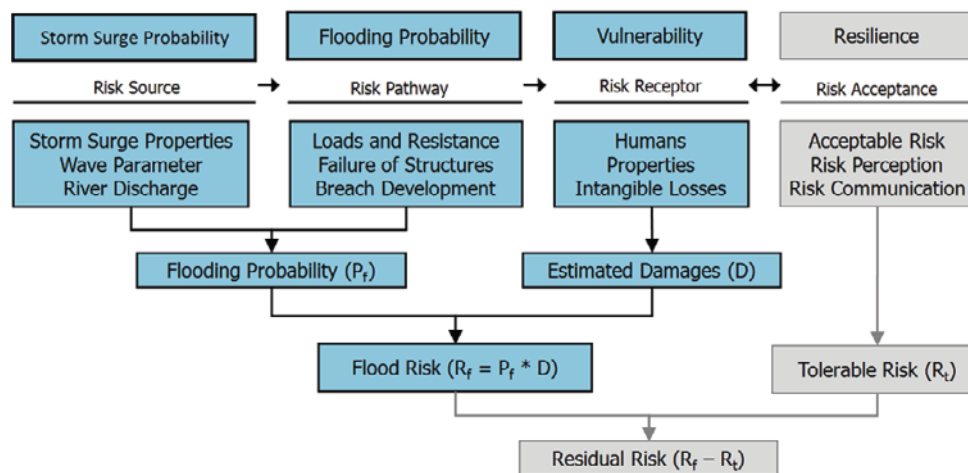 Storm Surge Probability
Flooding Probability
Vulnerability
Resilience
Risk Source
Risk Pathway
Risk Receptor
Risk Acceptance
Storm Surge Properties
Wave Parameter
River Discharge
Loads and Resistance
Failure of Structures
Breach Development
Humans
Properties
Intangible Losses
Acceptable Risk
Risk Perception
Risk Communication
Flooding Probability (Pf)
Estimated Damages (D)
Flood Risk (Rf = Pf * D)
Tolerable Risk (Rt)
Residual Risk (Rf – Rt)